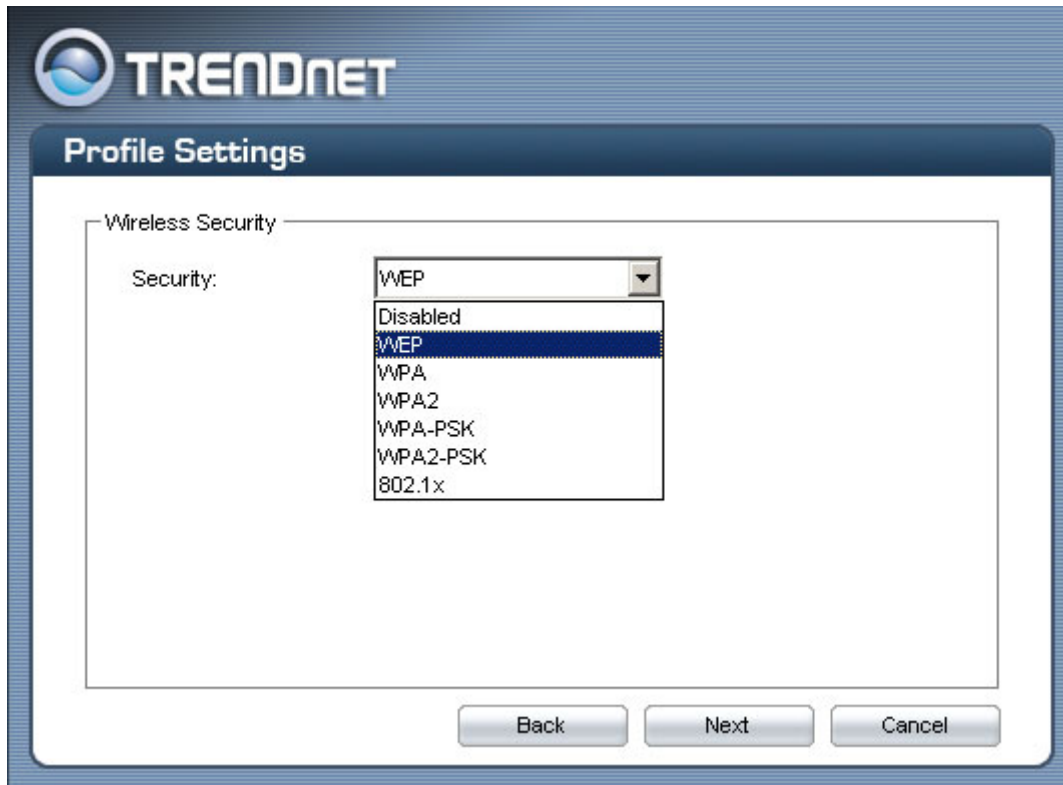 TRENDNET
Profile Settings
Wireless Security
Security:
WEP
Disabled
WEP
WPA
WPA2
WPA-PSK
WPA2-PSK
802.1x
Back
Next
Cancel